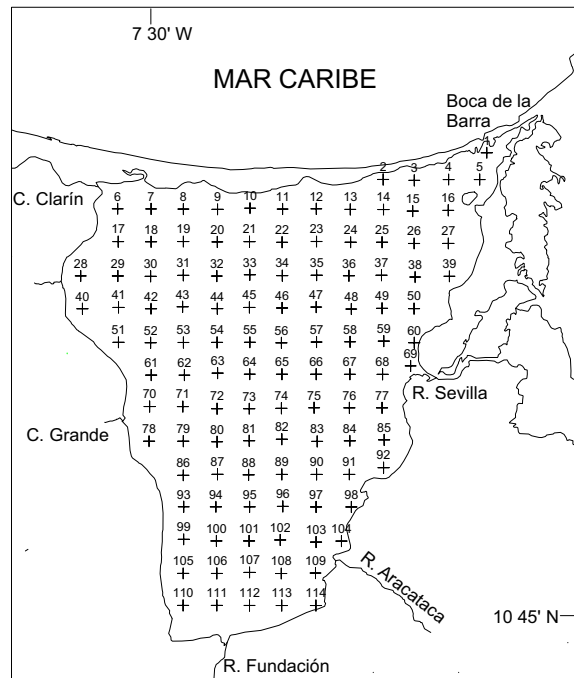 7 30' W
MAR CARIBE
Boca de la
Barra
1
2 3 4 5
C. Clarín
6 7 8 9 10 11 12 13 14 15 16
17 18 19 20 21 22 23 24 25 26 27
28 29 30 31 32 33 34 35 36 37 38 39
40 41 42 43 44 45 46 47 48 49 50
51 52 53 54 55 56 57 58 59 60
61 62 63 64 65 66 67 68 69
R. Sevilla
70 71 72 73 74 75 76 77
C. Grande
78 79 80 81 82 83 84 85
86 87 88 89 90 91 92
93 94 95 96 97 98
99 100 101 102 103 104
105 106 107 108 109
R. Aracataca
110 111 112 113 114
10 45' N
R. Fundación